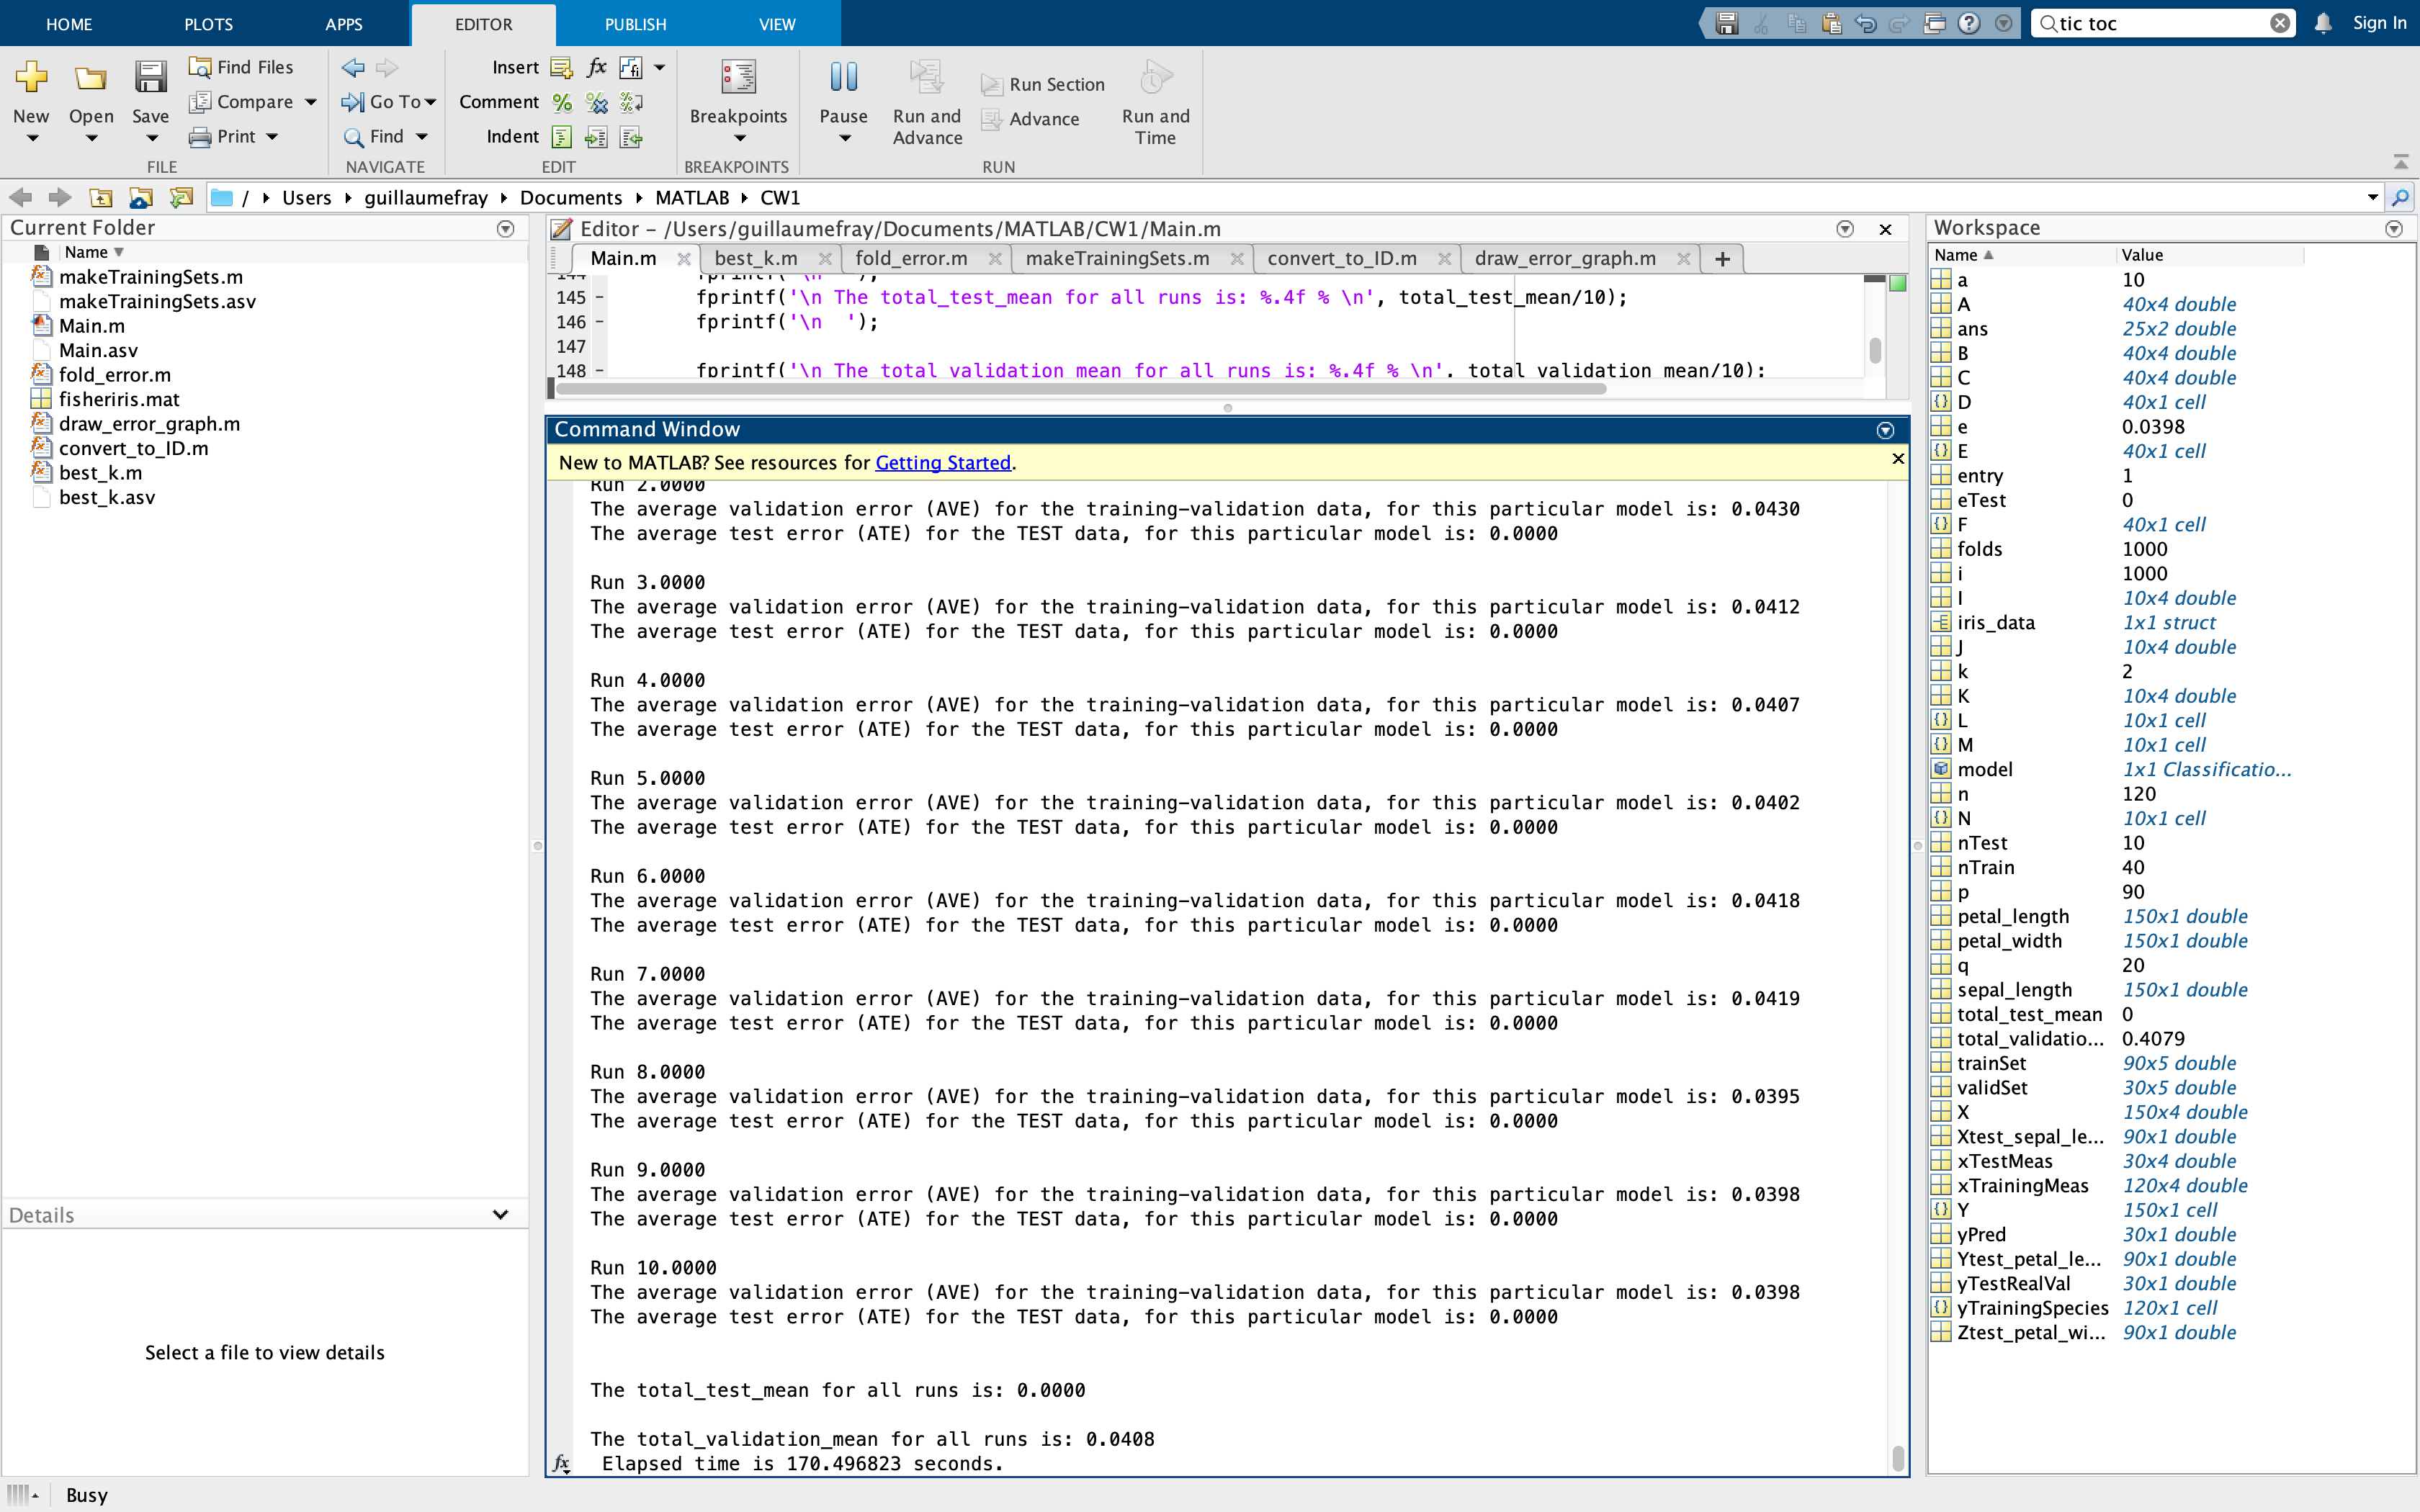 HOME PLOTS APPS EDITOR PUBLISH VIEW tic toc Sign In
New Open Save Find Files Compare Print
FILE
Go To Find
NAVIGATE
Insert fx fi
Comment
Indent
EDIT
Breakpoints
BREAKPOINTS
Pause Run and Advance Run Section Advance Run and Time
RUN
/ Users guillaumefray Documents MATLAB CW1
Current Folder
Name
makeTrainingSets.m
makeTrainingSets.asv
Main.m
Main.asv
fold_error.m
fisheriris.mat
draw_error_graph.m
convert_to_ID.m
best_k.m
best_k.asv
Details
Select a file to view details
Busy
Editor – /Users/guillaumefray/Documents/MATLAB/CW1/Main.m
Main.m best_k.m fold_error.m makeTrainingSets.m convert_to_ID.m draw_error_graph.m +
144 fprintf('\n ');
145 – fprintf('\n The total_test_mean for all runs is: %.4f % \n', total_test_mean/10);
146 – fprintf('\n  ');
147
148 – fprintf('\n The total_validation_mean for all runs is: %.4f % \n', total_validation_mean/10);
Command Window
New to MATLAB? See resources for Getting Started.
Run 2.0000
The average validation error (AVE) for the training-validation data, for this particular model is: 0.0430
The average test error (ATE) for the TEST data, for this particular model is: 0.0000
Run 3.0000
The average validation error (AVE) for the training-validation data, for this particular model is: 0.0412
The average test error (ATE) for the TEST data, for this particular model is: 0.0000
Run 4.0000
The average validation error (AVE) for the training-validation data, for this particular model is: 0.0407
The average test error (ATE) for the TEST data, for this particular model is: 0.0000
Run 5.0000
The average validation error (AVE) for the training-validation data, for this particular model is: 0.0402
The average test error (ATE) for the TEST data, for this particular model is: 0.0000
Run 6.0000
The average validation error (AVE) for the training-validation data, for this particular model is: 0.0418
The average test error (ATE) for the TEST data, for this particular model is: 0.0000
Run 7.0000
The average validation error (AVE) for the training-validation data, for this particular model is: 0.0419
The average test error (ATE) for the TEST data, for this particular model is: 0.0000
Run 8.0000
The average validation error (AVE) for the training-validation data, for this particular model is: 0.0395
The average test error (ATE) for the TEST data, for this particular model is: 0.0000
Run 9.0000
The average validation error (AVE) for the training-validation data, for this particular model is: 0.0398
The average test error (ATE) for the TEST data, for this particular model is: 0.0000
Run 10.0000
The average validation error (AVE) for the training-validation data, for this particular model is: 0.0398
The average test error (ATE) for the TEST data, for this particular model is: 0.0000
The total_test_mean for all runs is: 0.0000
The total_validation_mean for all runs is: 0.0408
fx Elapsed time is 170.496823 seconds.
Workspace
Name Value
a 10
A 40x4 double
ans 25x2 double
B 40x4 double
C 40x4 double
D 40x1 cell
e 0.0398
E 40x1 cell
entry 1
eTest 0
F 40x1 cell
folds 1000
i 1000
I 10x4 double
iris_data 1x1 struct
J 10x4 double
k 2
K 10x4 double
L 10x1 cell
M 10x1 cell
model 1x1 Classificatio...
n 120
N 10x1 cell
nTest 10
nTrain 40
p 90
petal_length 150x1 double
petal_width 150x1 double
q 20
sepal_length 150x1 double
total_test_mean 0
total_validatio... 0.4079
trainSet 90x5 double
validSet 30x5 double
X 150x4 double
Xtest_sepal_le... 90x1 double
xTestMeas 30x4 double
xTrainingMeas 120x4 double
Y 150x1 cell
yPred 30x1 double
Ytest_petal_le... 90x1 double
yTestRealVal 30x1 double
yTrainingSpecies 120x1 cell
Ztest_petal_wi... 90x1 double